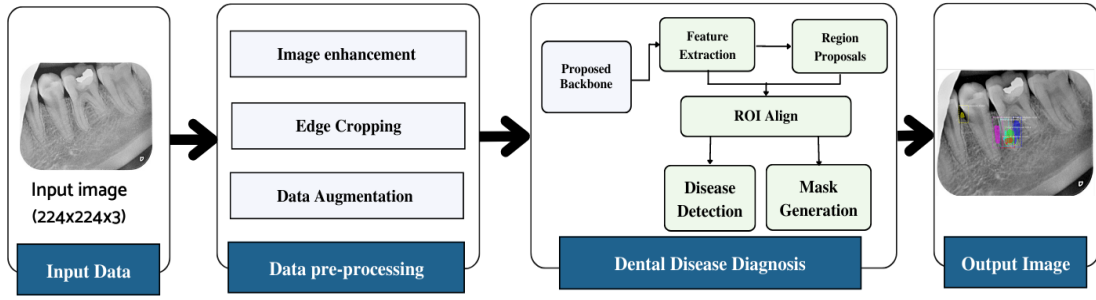 Input image
(224x224x3)
Input Data
Image enhancement
Edge Cropping
Data Augmentation
Data pre-processing
Proposed
Backbone
Feature
Extraction
Region
Proposals
ROI Align
Disease
Detection
Mask
Generation
Dental Disease Diagnosis
Output Image